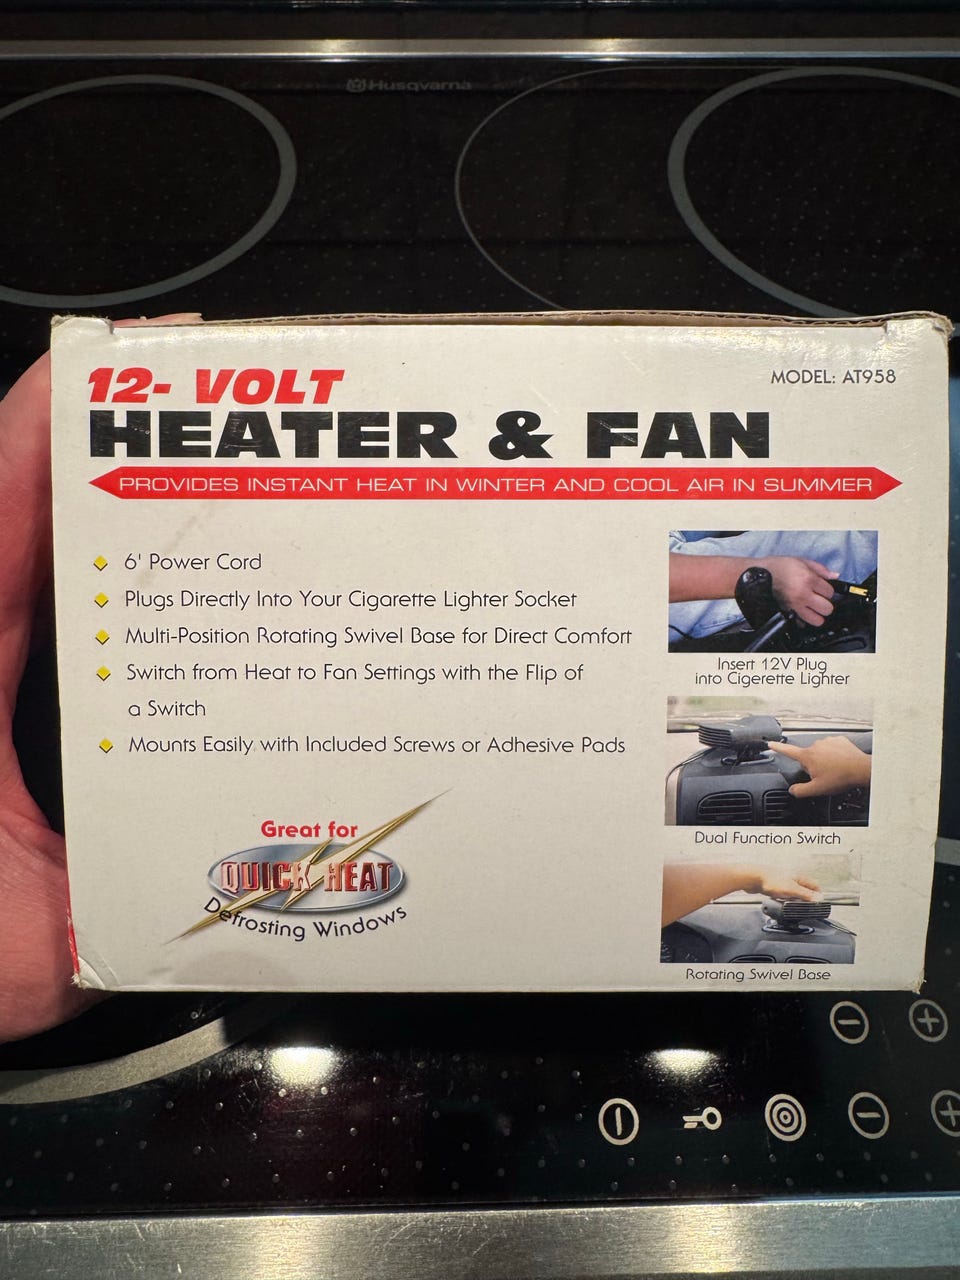 Husqvarna
12- VOLT
HEATER & FAN
MODEL: AT958
PROVIDES INSTANT HEAT IN WINTER AND COOL AIR IN SUMMER
6' Power Cord
Plugs Directly Into Your Cigarette Lighter Socket
Multi-Position Rotating Swivel Base for Direct Comfort
Switch from Heat to Fan Settings with the Flip of
a Switch
Mounts Easily with Included Screws or Adhesive Pads
Great for
QUICK HEAT
Defrosting Windows
Insert 12V Plug
into Cigerette Lighter
Dual Function Switch
Rotating Swivel Base